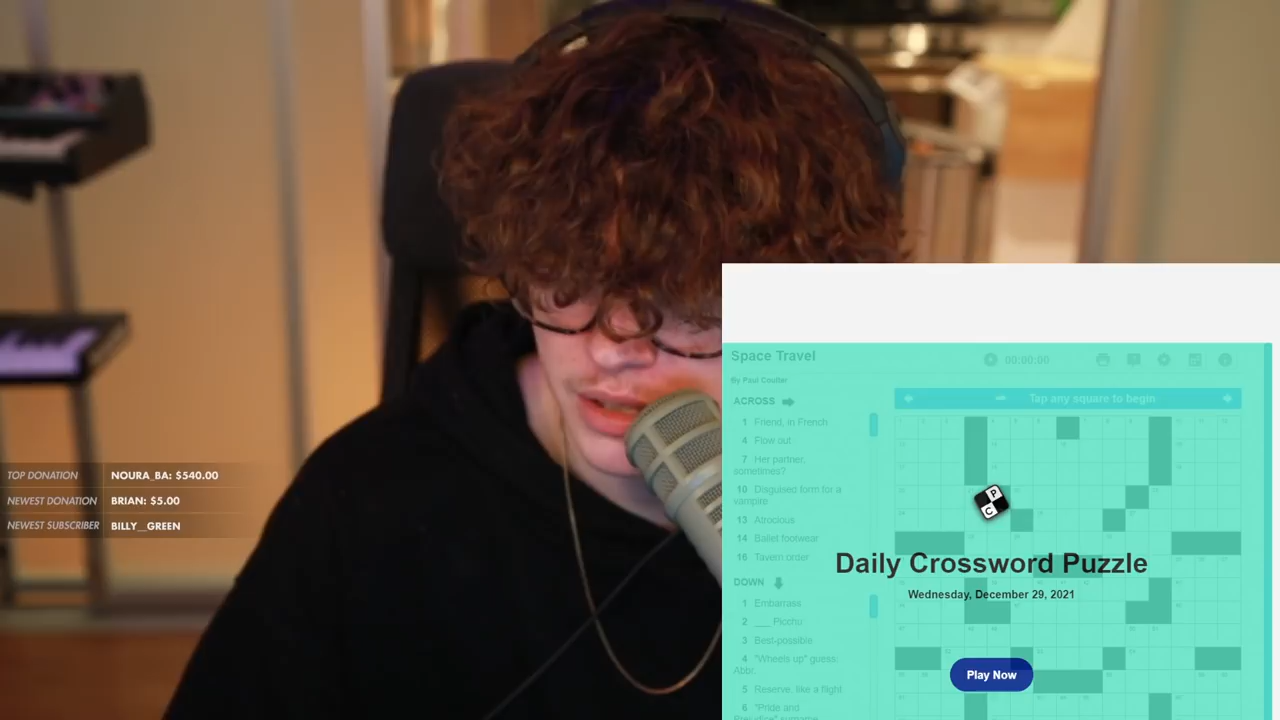 TOP DONATION NOURA_BA: $540.00
NEWEST DONATION BRIAN: $5.00
NEWEST SUBSCRIBER BILLY__GREEN
Space Travel
00:00:00
By Paul Coulter
Tap any square to begin
ACROSS
1 Friend, in French
4 Flow out
7 Her partner,
sometimes?
10 Disguised form for a
vampire
13 Atrocious
14 Ballet footwear
16 Tavern order
DOWN
1 Embarrass
2 ___ Picchu
3 Best-possible
4 "Wheels up" guess:
Abbr.
5 Reserve, like a flight
6 "Pride and
Prejudice" surname
P
C
Daily Crossword Puzzle
Wednesday, December 29, 2021
Play Now